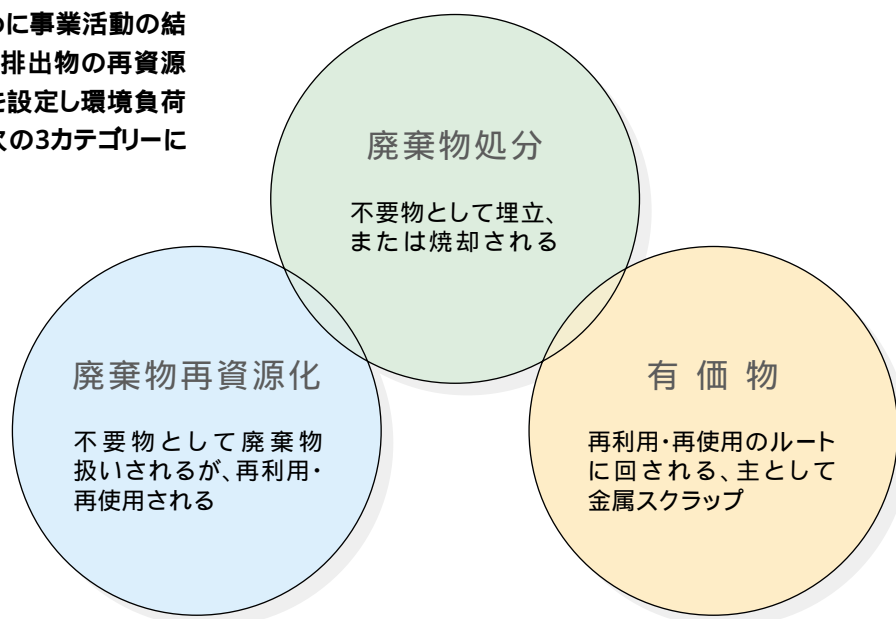 に事業活動の結
排出物の再資源
を設定し環境負荷
の3カテゴリーに
廃棄物処分
不要物として埋立、
または焼却される
廃棄物再資源化
不要物として廃棄物
扱いされるが、再利用・
再使用される
有価物
再利用・再使用のルート
に回される、主として
金属スクラップ